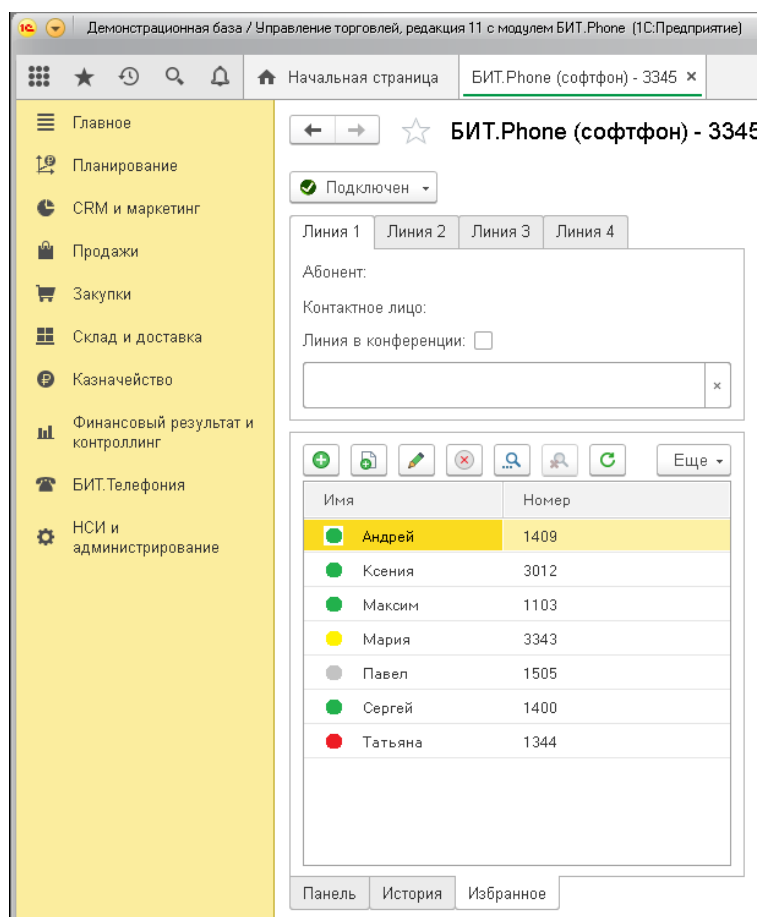 1С Демонстрационная база / Управление торговлей, редакция 11 с модулем БИТ.Phone (1С:Предприятие)
Начальная страница
БИТ.Phone (софтфон) - 3345 ×
Главное
Планирование
CRM и маркетинг
Продажи
Закупки
Склад и доставка
Казначейство
Финансовый результат и
контроллинг
БИТ.Телефония
НСИ и
администрирование
БИТ.Phone (софтфон) - 3345
Подключен
Линия 1 Линия 2 Линия 3 Линия 4
Абонент:
Контактное лицо:
Линия в конференции:
×
Еще
Имя Номер
Андрей 1409
Ксения 3012
Максим 1103
Мария 3343
Павел 1505
Сергей 1400
Татьяна 1344
Панель История Избранное